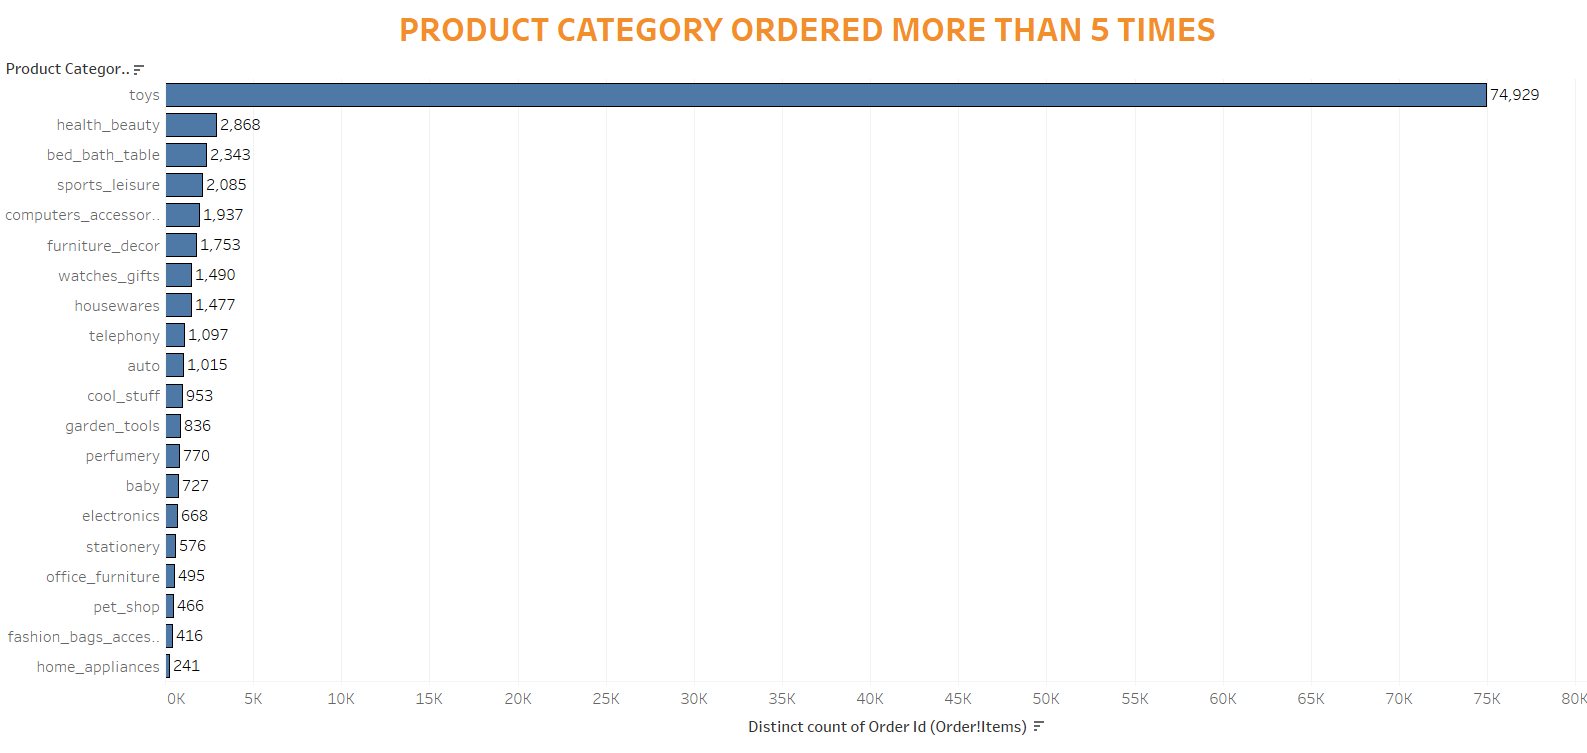 PRODUCT CATEGORY ORDERED MORE THAN 5 TIMES
Product Categor..
toys 74,929
health_beauty 2,868
bed_bath_table 2,343
sports_leisure 2,085
computers_accessor.. 1,937
furniture_decor 1,753
watches_gifts 1,490
housewares 1,477
telephony 1,097
auto 1,015
cool_stuff 953
garden_tools 836
perfumery 770
baby 727
electronics 668
stationery 576
office_furniture 495
pet_shop 466
fashion_bags_acces.. 416
home_appliances 241
0K 5K 10K 15K 20K 25K 30K 35K 40K 45K 50K 55K 60K 65K 70K 75K 80K
Distinct count of Order Id (Order!Items)